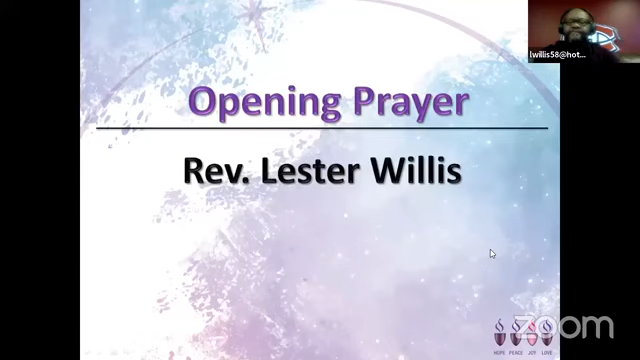 Opening Prayer
Rev. Lester Willis
lwillis58@hot...
HOPE PEACE JOY LOVE
zoom